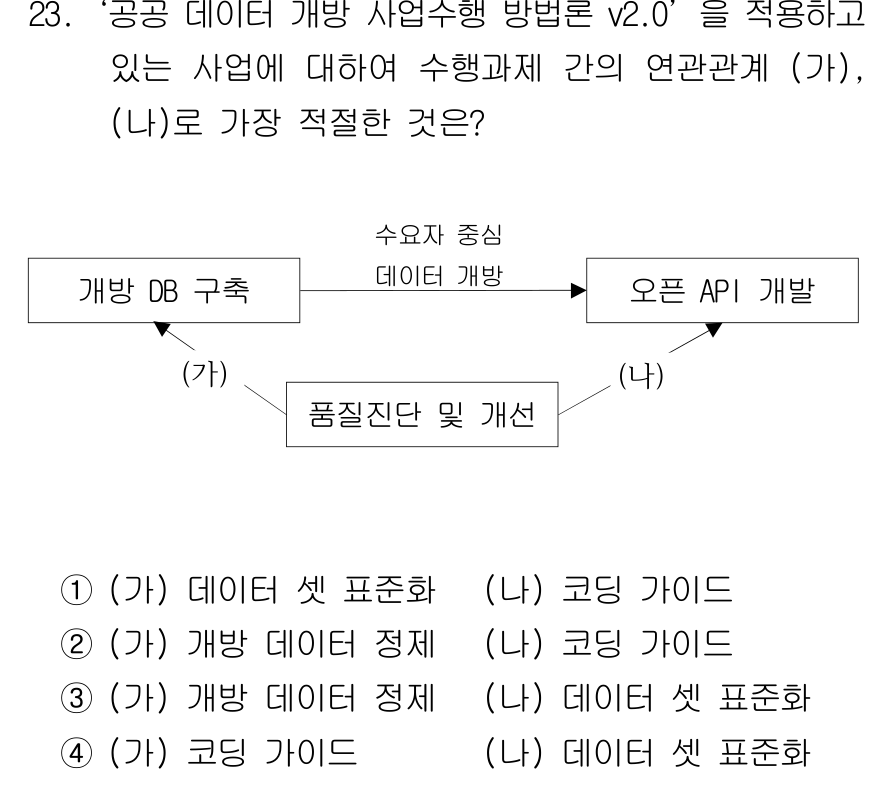 23. ‘공공 데이터 개방 사업수행 방법론 v2.0’ 을 적용하고
있는 사업에 대하여 수행과제 간의 연관관계 (가),
(나)로 가장 적절한 것은?
수요자 중심
데이터 개방
개방 DB 구축
오픈 API 개발
(가)
(나)
품질진단 및 개선
① (가) 데이터 셋 표준화 (나) 코딩 가이드
② (가) 개방 데이터 정제 (나) 코딩 가이드
③ (가) 개방 데이터 정제 (나) 데이터 셋 표준화
④ (가) 코딩 가이드 (나) 데이터 셋 표준화